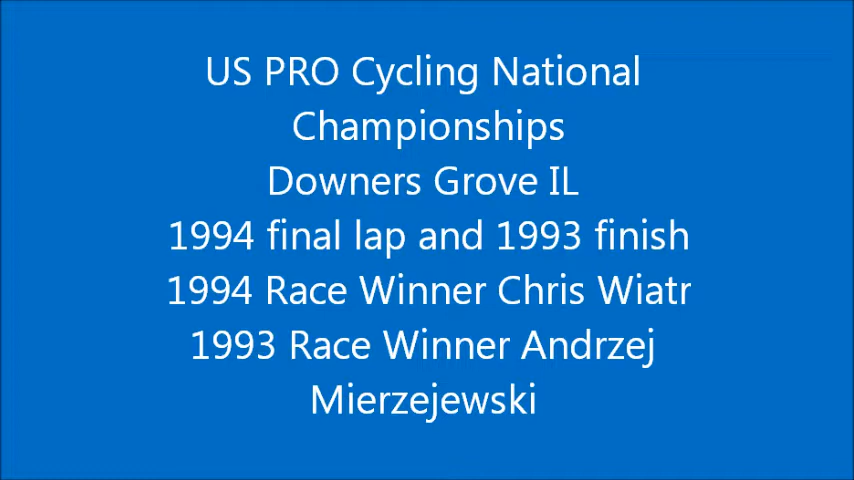 US PRO Cycling National
Championships
Downers Grove IL
1994 final lap and 1993 finish
1994 Race Winner Chris Wiatr
1993 Race Winner Andrzej
Mierzejewski